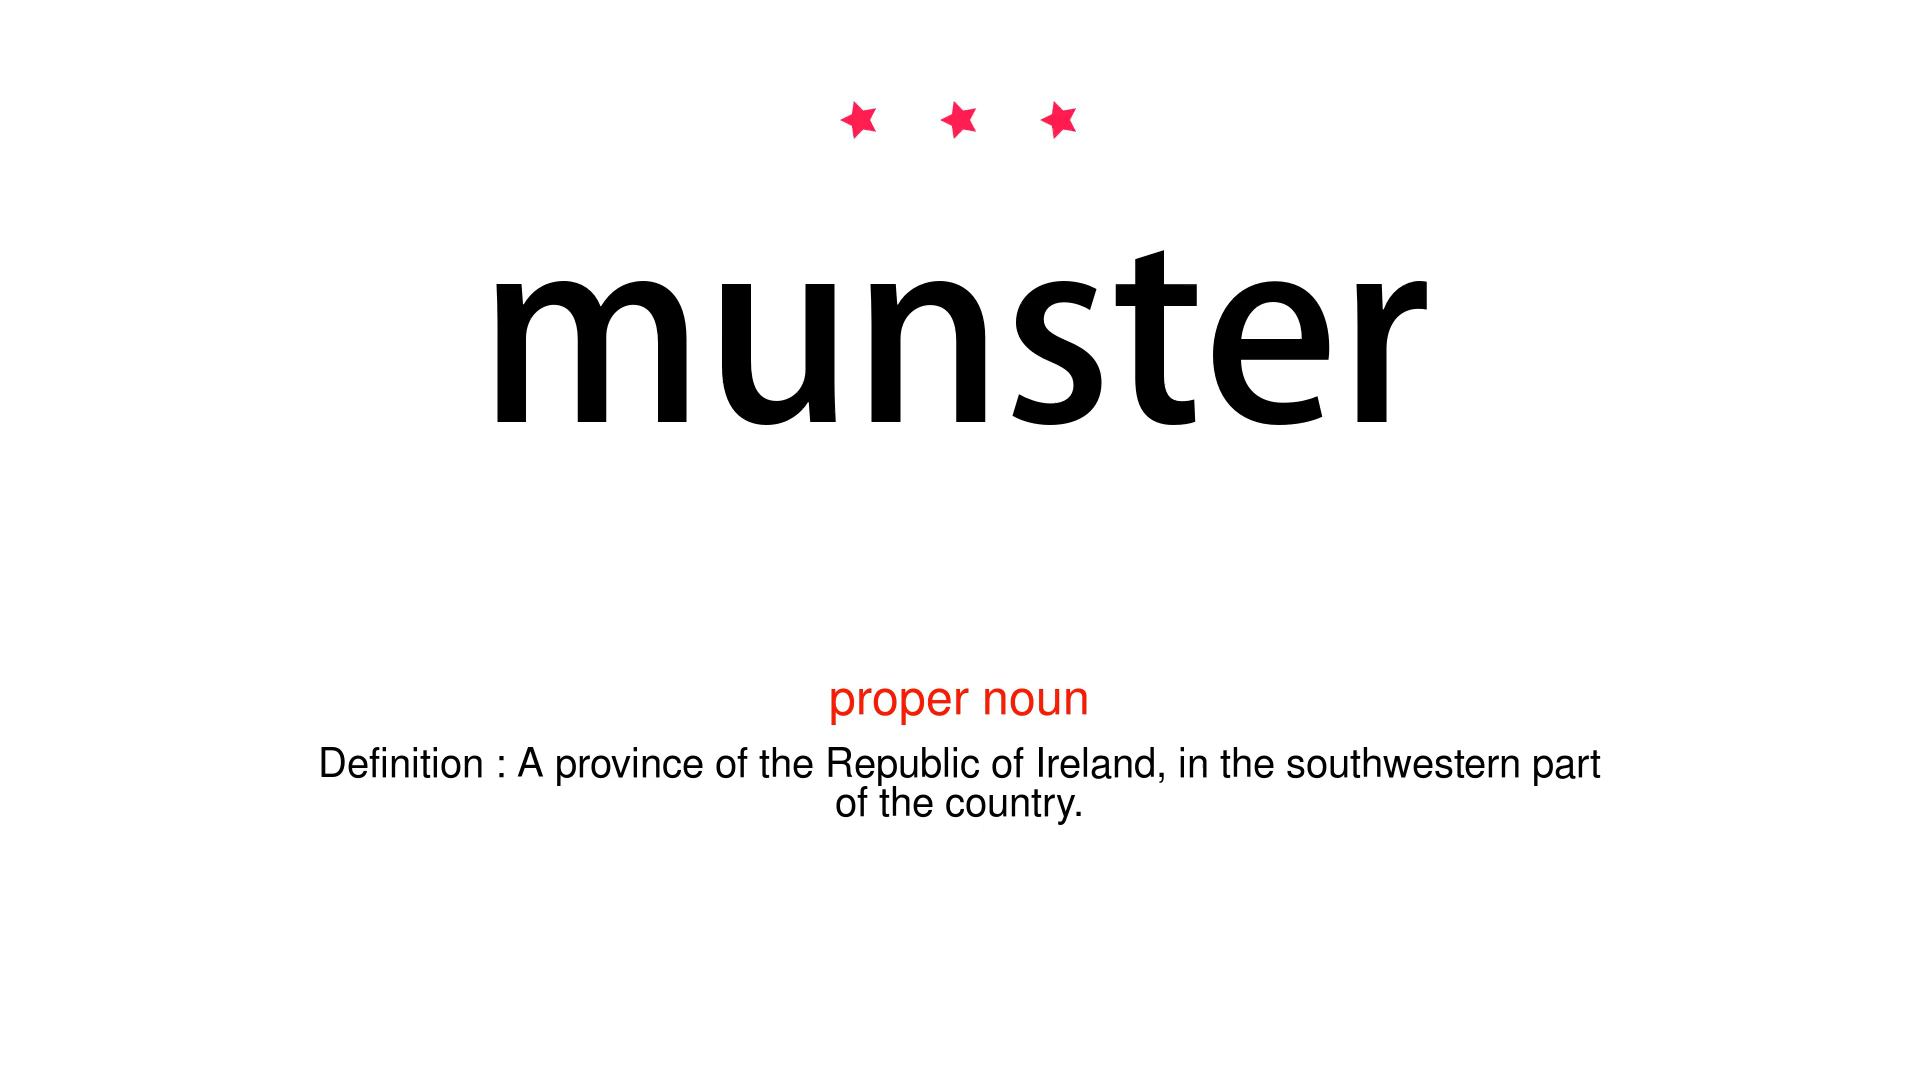 munster
proper noun
Definition : A province of the Republic of Ireland, in the southwestern part
of the country.